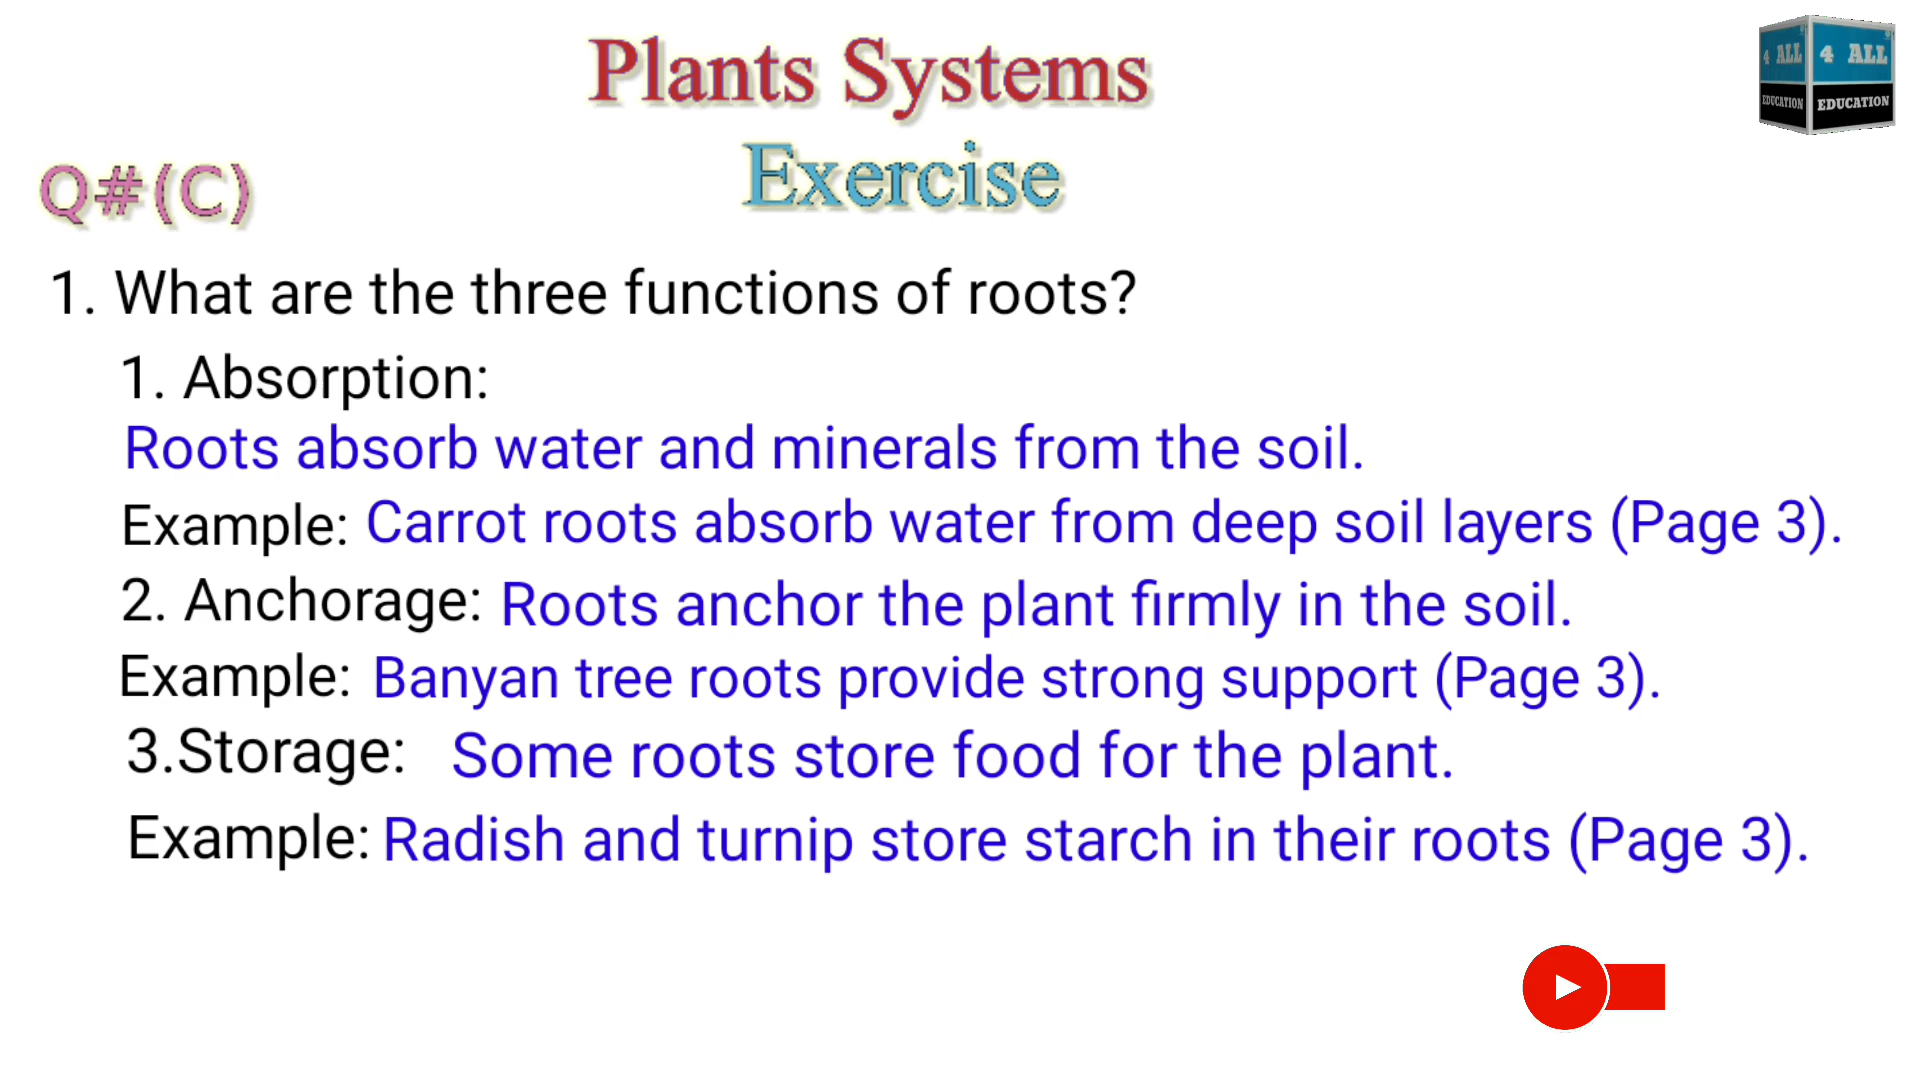 Plants Systems
4 ALL
EDUCATION
4 ALL
EDUCATION
Exercise
Q#(C)
1. What are the three functions of roots?
1. Absorption:
Roots absorb water and minerals from the soil.
Example: Carrot roots absorb water from deep soil layers (Page 3).
2. Anchorage: Roots anchor the plant firmly in the soil.
Example: Banyan tree roots provide strong support (Page 3).
3.Storage: Some roots store food for the plant.
Example: Radish and turnip store starch in their roots (Page 3).